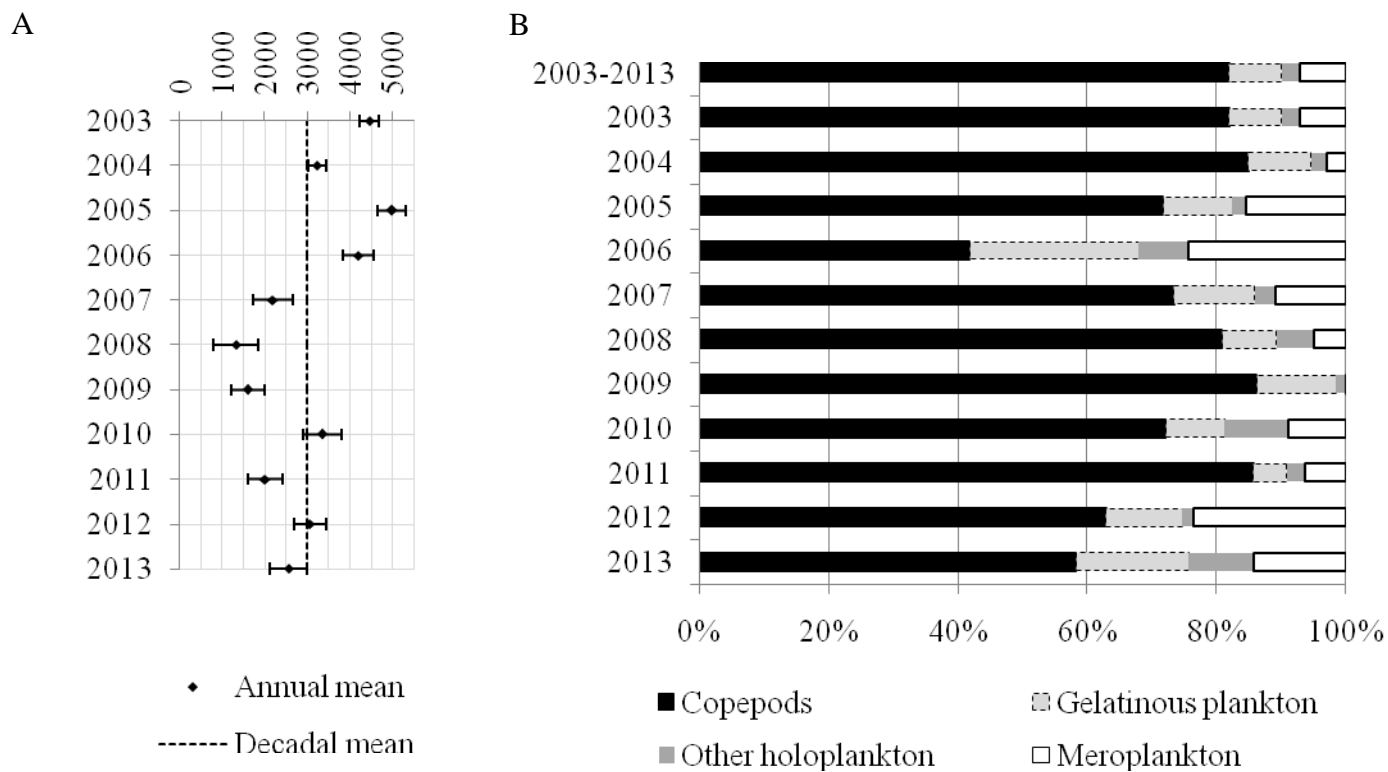 A
0 1000 2000 3000 4000 5000
2003
2004
2005
2006
2007
2008
2009
2010
2011
2012
2013
Annual mean
Decadal mean
B
2003-2013
2003
2004
2005
2006
2007
2008
2009
2010
2011
2012
2013
0% 20% 40% 60% 80% 100%
Copepods Gelatinous plankton
Other holoplankton Meroplankton